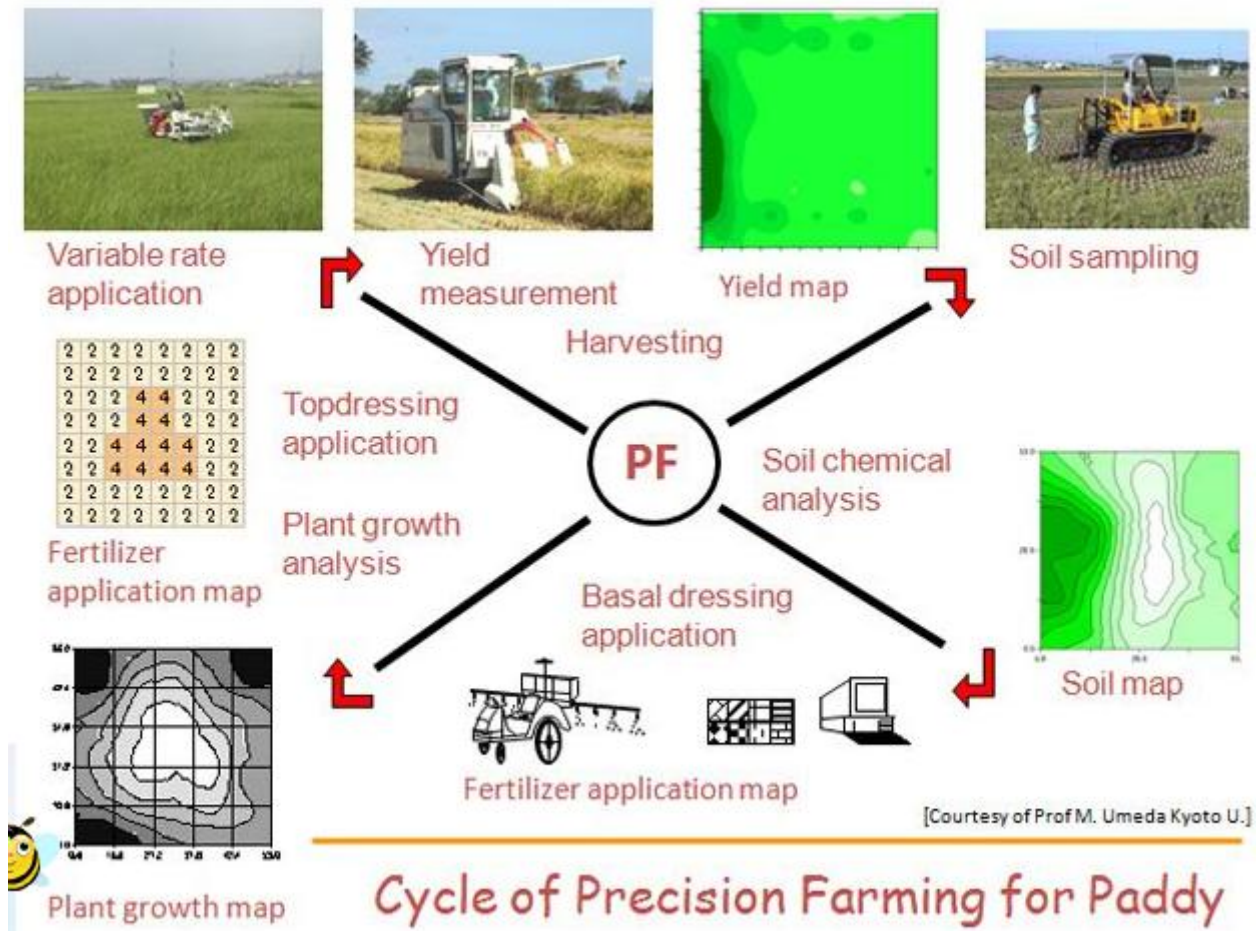 Variable rate
application
Yield
measurement
Yield map
Soil sampling
Harvesting
2 2 2 2 2 2 2 2
2 2 2 2 2 2 2 2
2 2 2 4 4 2 2 2
2 2 2 4 4 2 2 2
2 2 4 4 4 4 2 2
2 2 4 4 4 4 2 2
2 2 2 2 2 2 2 2
2 2 2 2 2 2 2 2
Topdressing
application
PF
Soil chemical
analysis
Fertilizer
application map
Plant growth
analysis
Basal dressing
application
Soil map
Fertilizer application map
[Courtesy of Prof M. Umeda Kyoto U.]
Plant growth map
Cycle of Precision Farming for Paddy